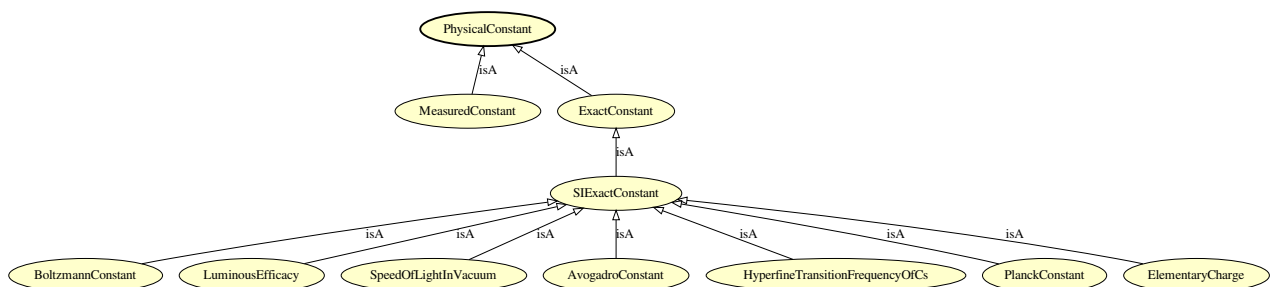 PhysicalConstant
isA
isA
MeasuredConstant
ExactConstant
isA
SIExactConstant
isA
isA
isA
isA
isA
isA
isA
BoltzmannConstant
LuminousEfficacy
SpeedOfLightInVacuum
AvogadroConstant
HyperfineTransitionFrequencyOfCs
PlanckConstant
ElementaryCharge